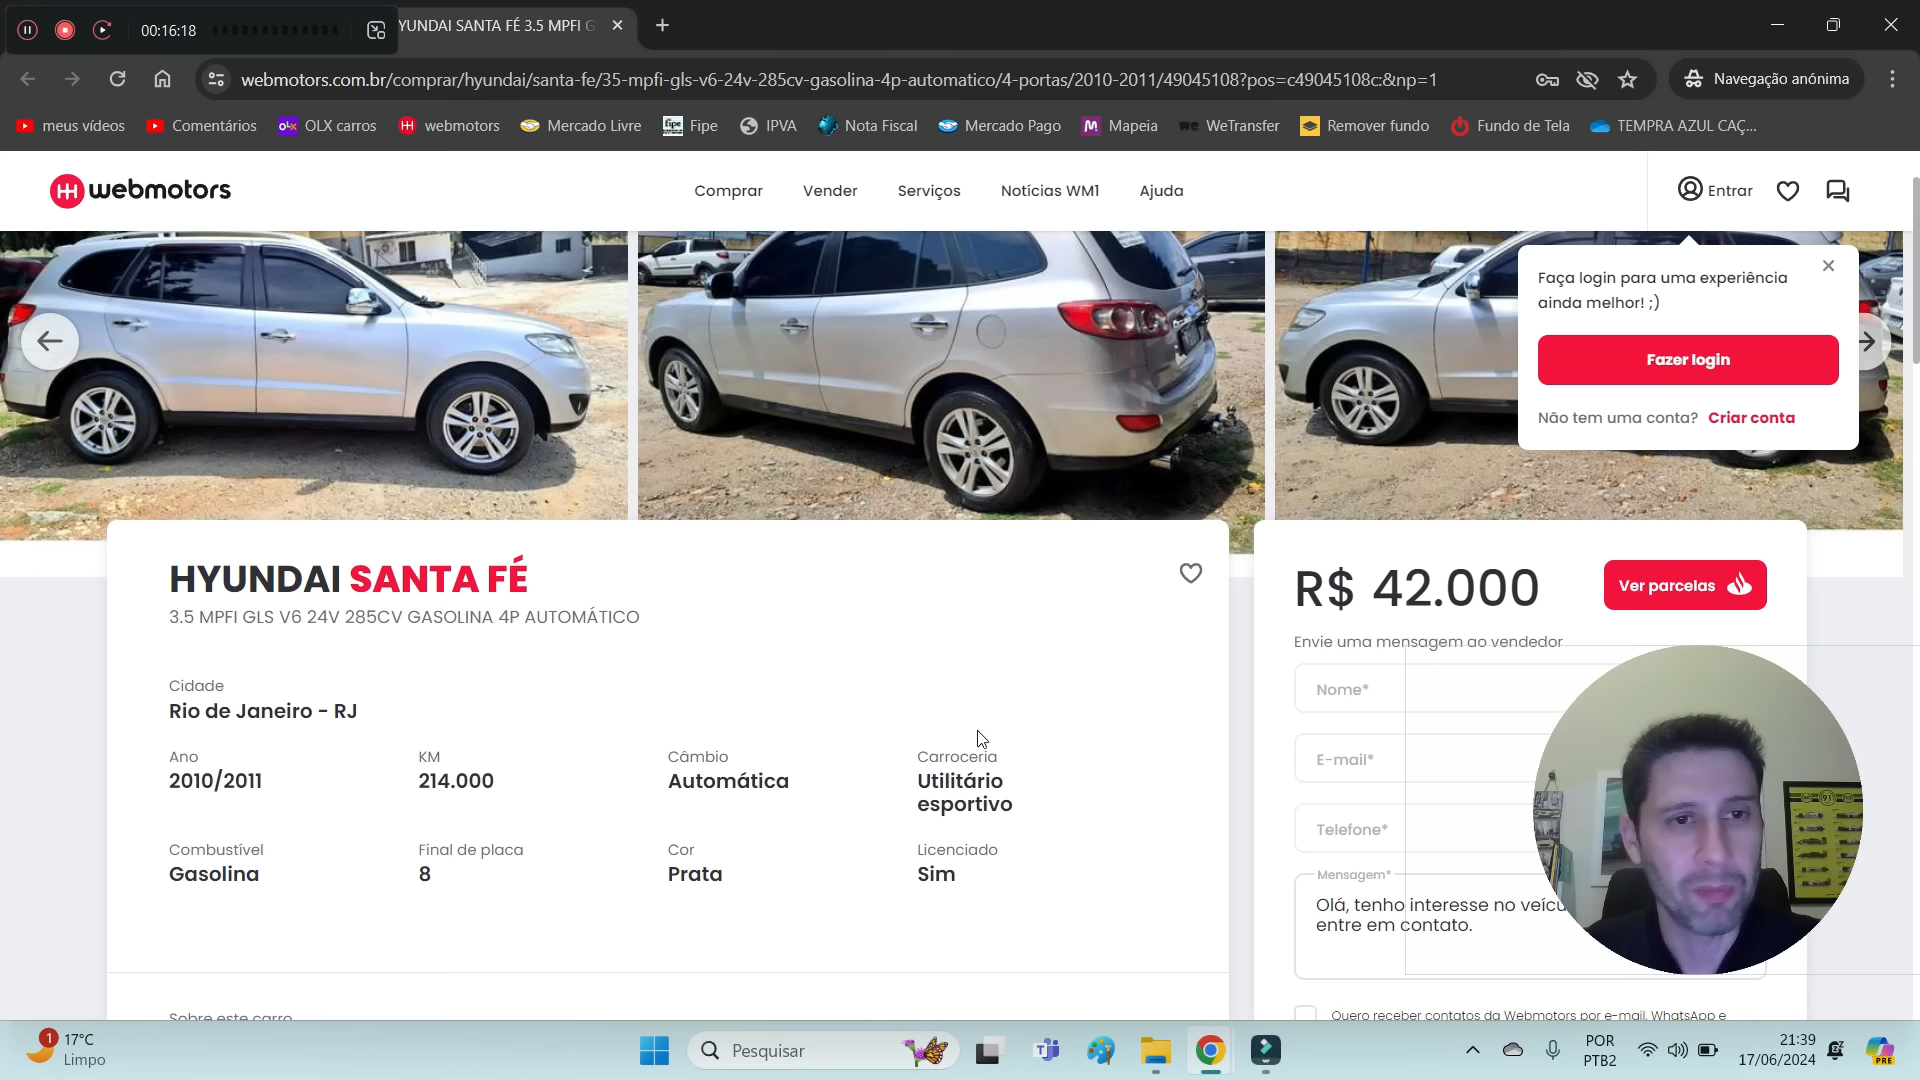 00:16:18
YUNDAI SANTA FÉ 3.5 MPFI G
webmotors.com.br/comprar/hyundai/santa-fe/35-mpfi-gls-v6-24v-285cv-gasolina-4p-automatico/4-portas/2010-2011/49045108?pos=c49045108c:&np=1
Navegação anónima
meus vídeos
Comentários
OLX carros
webmotors
Mercado Livre
Fipe
IPVA
Nota Fiscal
Mercado Pago
Mapeia
WeTransfer
Remover fundo
Fundo de Tela
TEMPRA AZUL CAÇ...
webmotors
Comprar
Vender
Serviços
Notícias WM1
Ajuda
Entrar
Faça login para uma experiência
ainda melhor! ;)
Fazer login
Não tem uma conta? Criar conta
HYUNDAI SANTA FÉ
3.5 MPFI GLS V6 24V 285CV GASOLINA 4P AUTOMÁTICO
Cidade
Rio de Janeiro - RJ
Ano
2010/2011
KM
214.000
Câmbio
Automática
Carroceria
Utilitário
esportivo
Combustível
Gasolina
Final de placa
8
Cor
Prata
Licenciado
Sim
Sobre este carro
R$ 42.000
Ver parcelas
Envie uma mensagem ao vendedor
Nome*
E-mail*
Telefone*
Mensagem*
Olá, tenho interesse no veícu
entre em contato.
Quero receber contatos da Webmotors por e-mail, WhatsApp e
1
17°C
Limpo
Pesquisar
POR
PTB2
21:39
17/06/2024
PRE